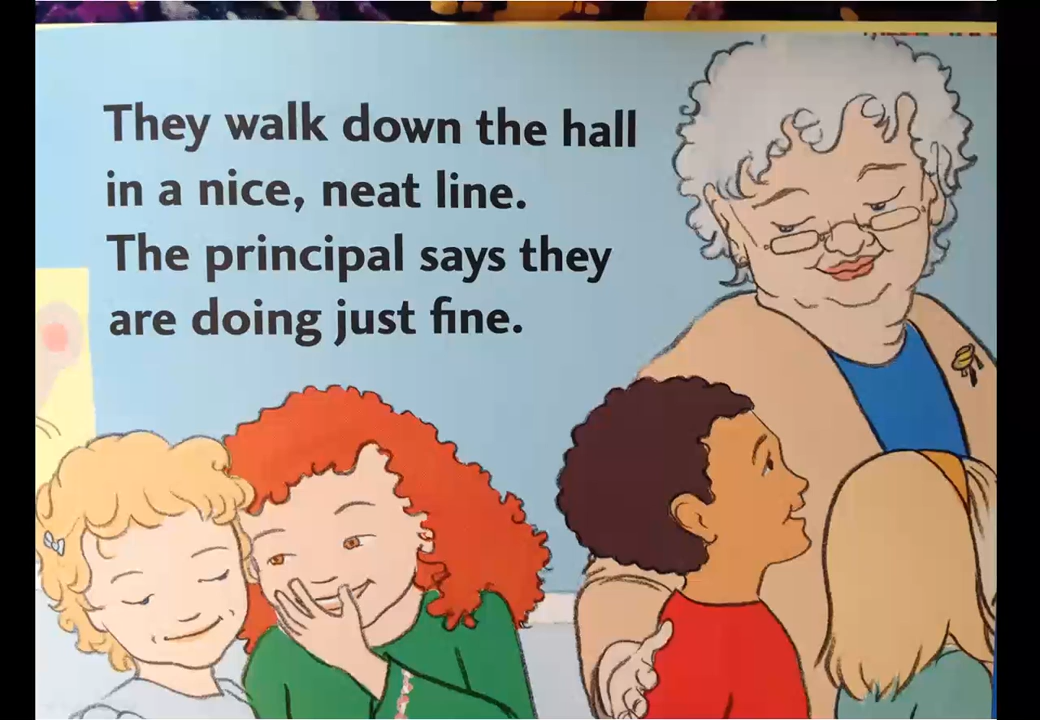 They walk down the hall
in a nice, neat line.
The principal says they
are doing just fine.